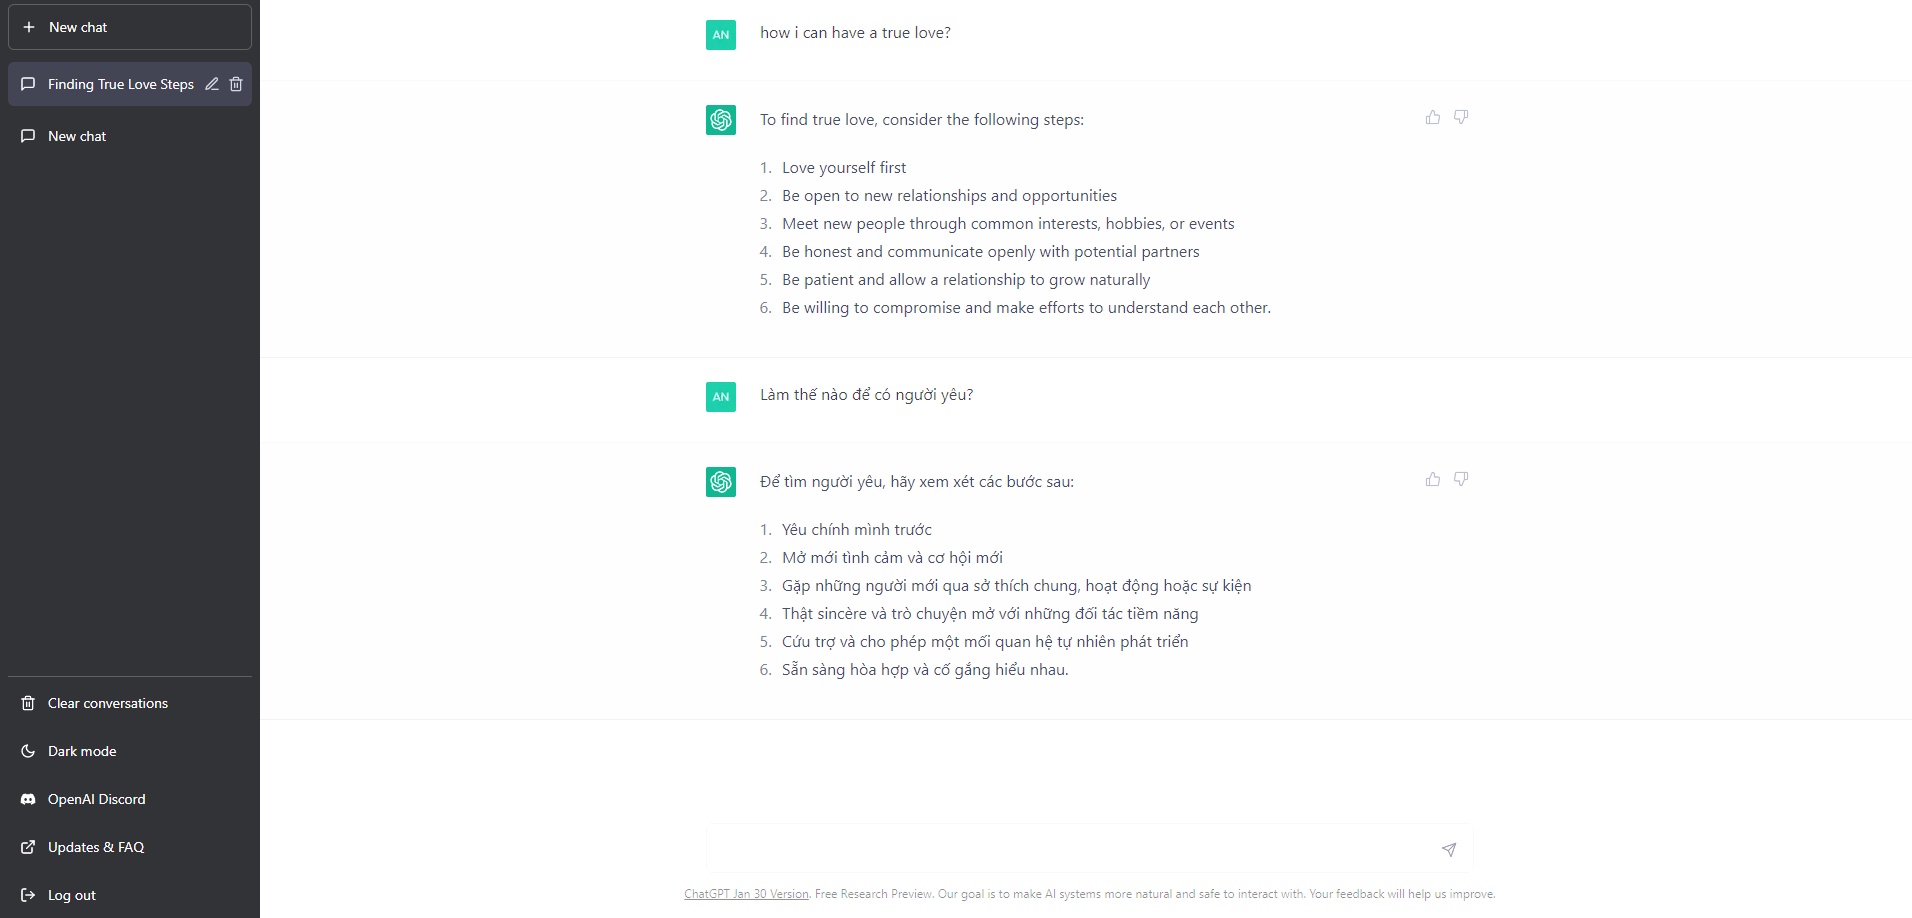 New chat
Finding True Love Steps
New chat
Clear conversations
Dark mode
OpenAI Discord
Updates & FAQ
Log out
AN
how i can have a true love?
To find true love, consider the following steps:
1. Love yourself first
2. Be open to new relationships and opportunities
3. Meet new people through common interests, hobbies, or events
4. Be honest and communicate openly with potential partners
5. Be patient and allow a relationship to grow naturally
6. Be willing to compromise and make efforts to understand each other.
AN
Làm thế nào để có người yêu?
Để tìm người yêu, hãy xem xét các bước sau:
1. Yêu chính mình trước
2. Mở mới tình cảm và cơ hội mới
3. Gặp những người mới qua sở thích chung, hoạt động hoặc sự kiện
4. Thật sincère và trò chuyện mở với những đối tác tiềm năng
5. Cứu trợ và cho phép một mối quan hệ tự nhiên phát triển
6. Sẵn sàng hòa hợp và cố gắng hiểu nhau.
ChatGPT Jan 30 Version. Free Research Preview. Our goal is to make AI systems more natural and safe to interact with. Your feedback will help us improve.